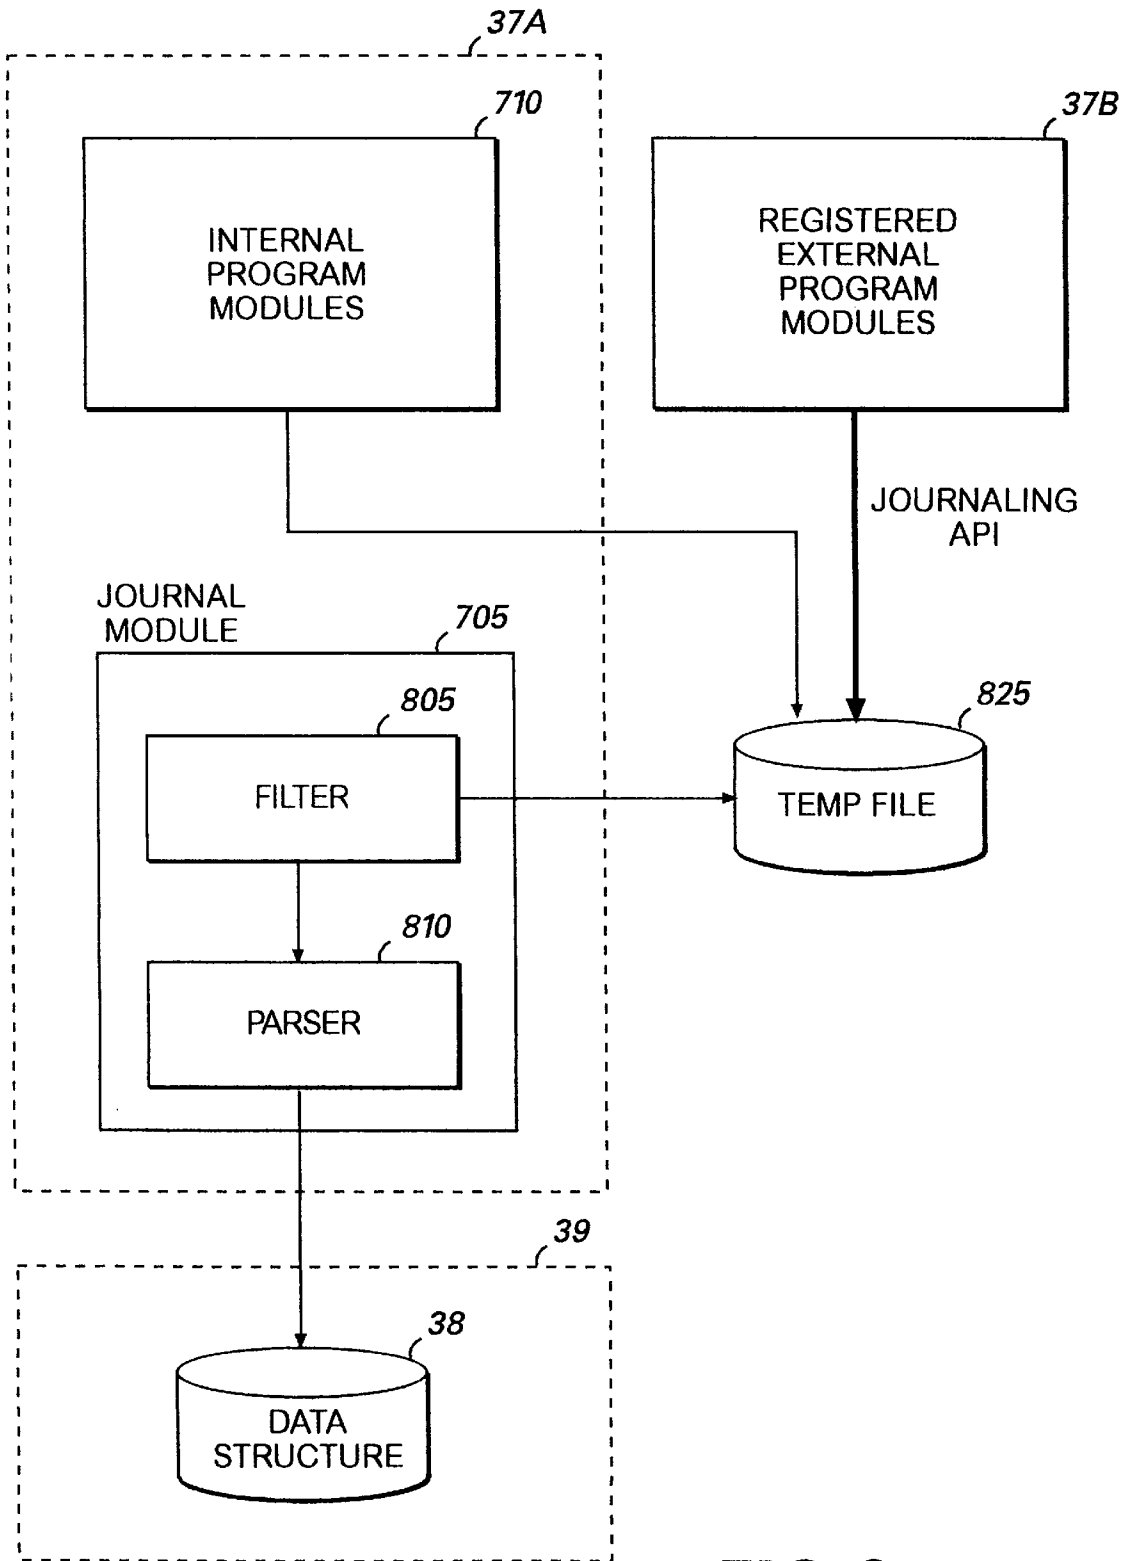 37A
710
37B
INTERNAL
PROGRAM
MODULES
REGISTERED
EXTERNAL
PROGRAM
MODULES
JOURNALING
API
JOURNAL
MODULE
705
805
FILTER
825
TEMP FILE
810
PARSER
39
38
DATA
STRUCTURE